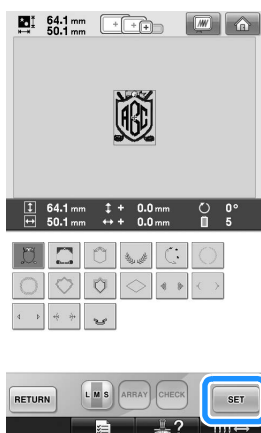 64.1 mm
50.1 mm
ABC
64.1 mm + 0.0 mm 0°
50.1 mm + 0.0 mm 5
RETURN L M S ARRAY CHECK SET
?